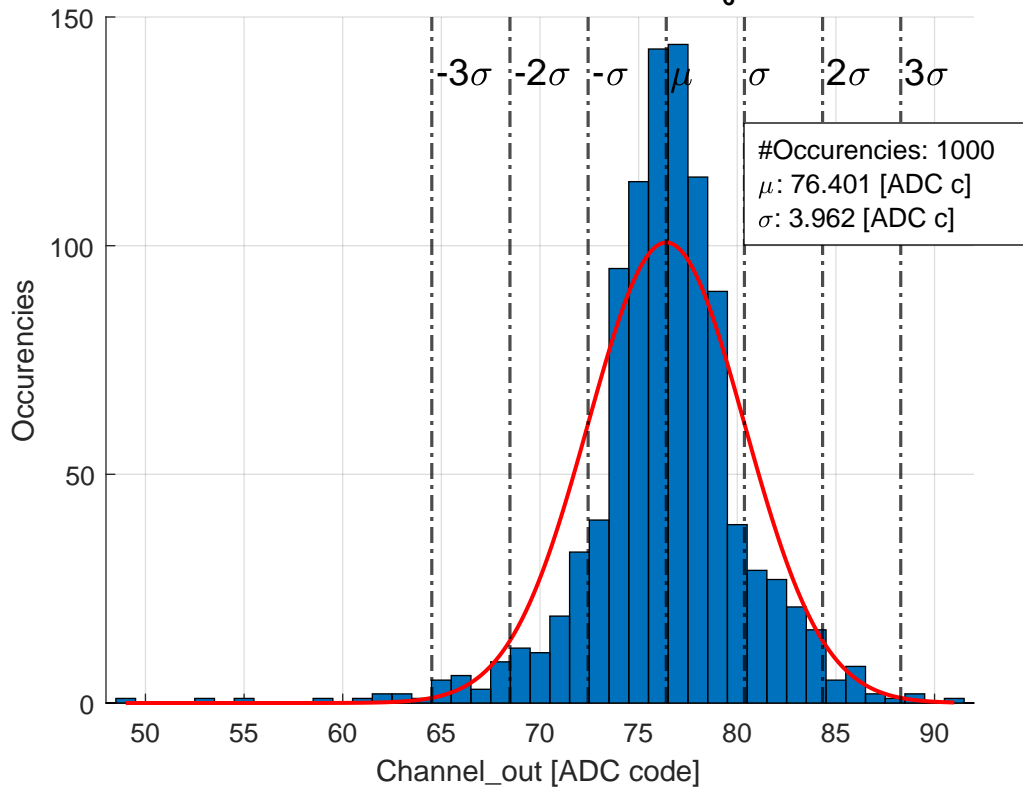 150
100
50
0
-3σ
-2σ
-σ
μ
σ
2σ
3σ
#Occurencies: 1000
μ: 76.401 [ADC c]
σ: 3.962 [ADC c]
Occurencies
50
55
60
65
70
75
80
85
90
Channel_out [ADC code]